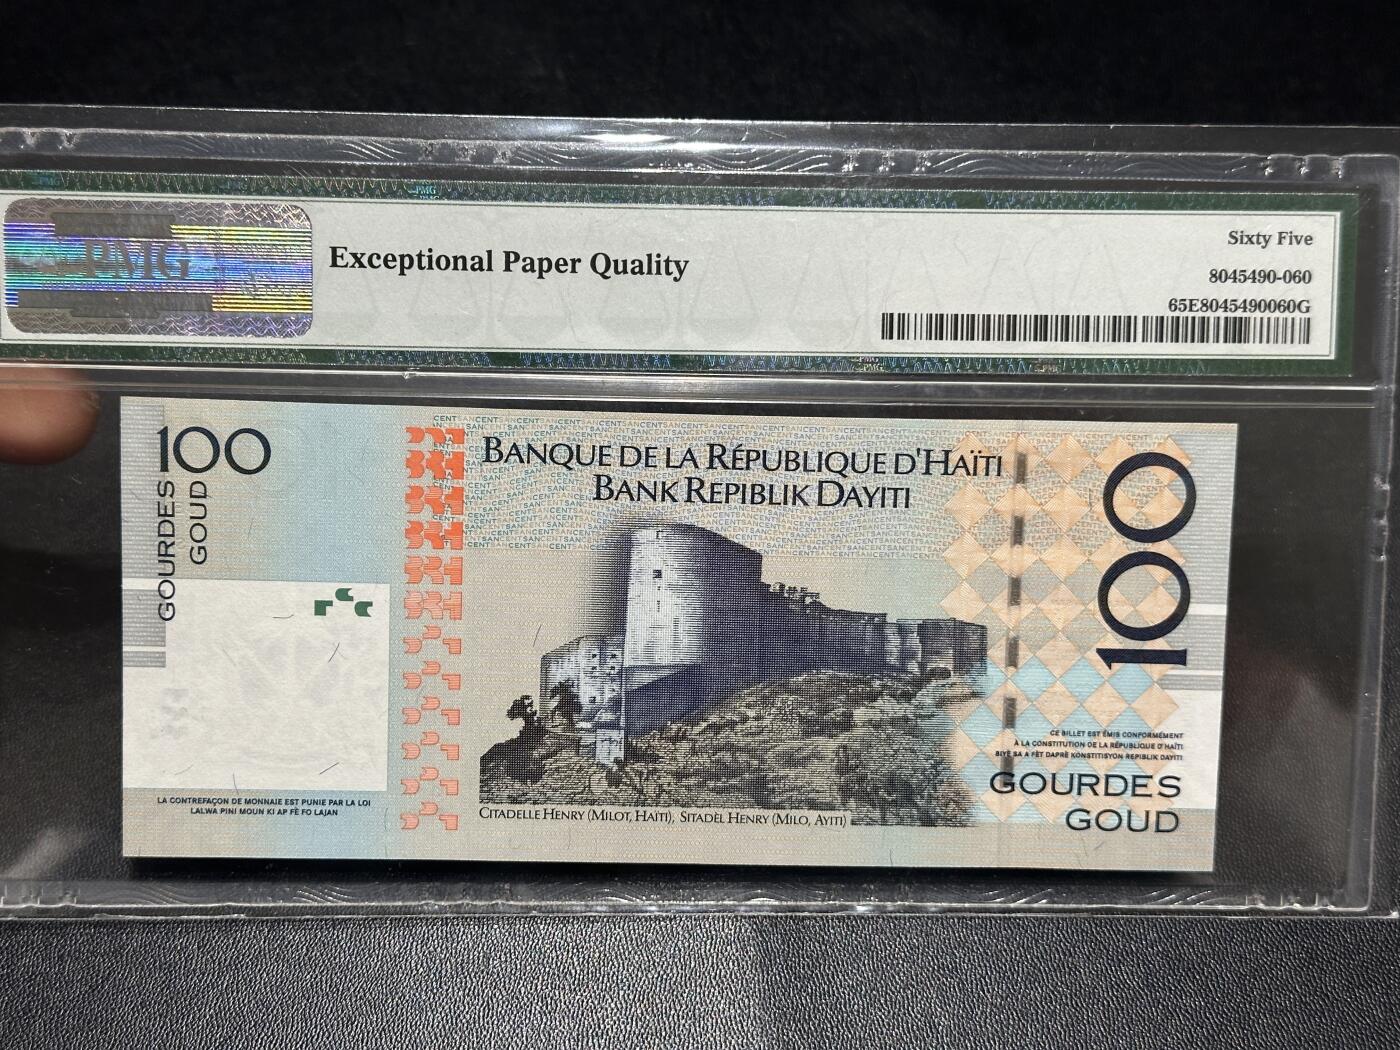 PMG
Exceptional Paper Quality
Sixty Five
8045490-060
65E8045490060G
100
GOURDES
GOUD
BANQUE DE LA RÉPUBLIQUE D'HAÏTI
BANK REPIBLIK DAYITI
100
CE BILLET EST ÉMIS CONFORMÉMENT
À LA CONSTITUTION DE LA RÉPUBLIQUE D'HAÏTI
BIYÈ SA A FÈT DAPRÈ KONSTITISYON REPIBLIK DAYITI
GOURDES
GOUD
LA CONTREFAÇON DE MONNAIE EST PUNIE PAR LA LOI
LALWA PINI MOUN KI AP FÈ FO LAJAN
CITADELLE HENRY (MILOT, HAÏTI), SITADÈL HENRY (MILO, AYITI)